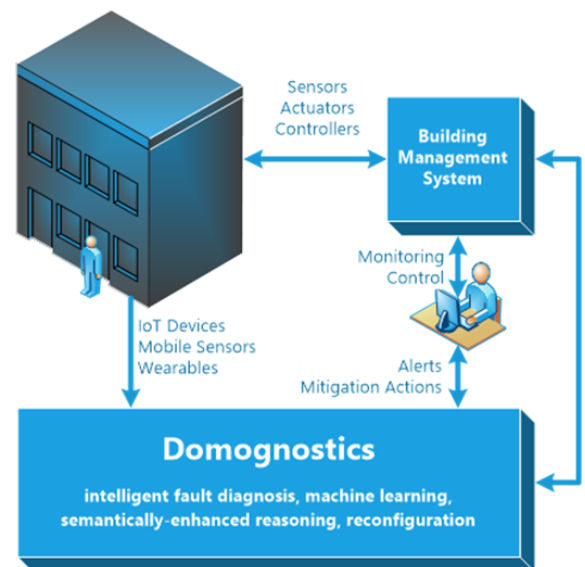 Sensors
Actuators
Controllers
Building
Management
System
Monitoring
Control
IoT Devices
Mobile Sensors
Wearables
Alerts
Mitigation Actions
Domognostics
intelligent fault diagnosis, machine learning,
semantically-enhanced reasoning, reconfiguration